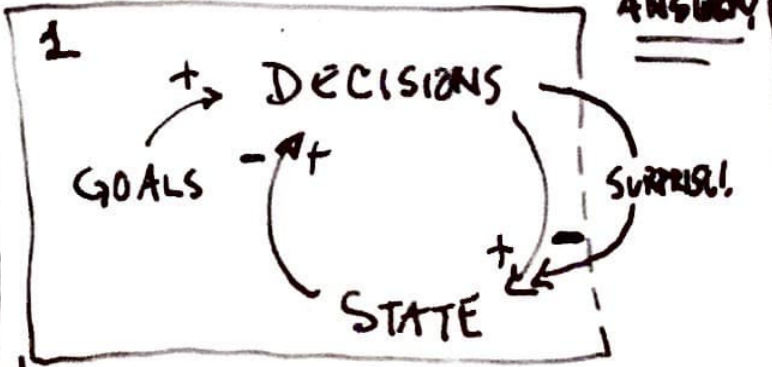 1
+ DECISIONS
GOALS - + SURPRISE!
+ -
STATE